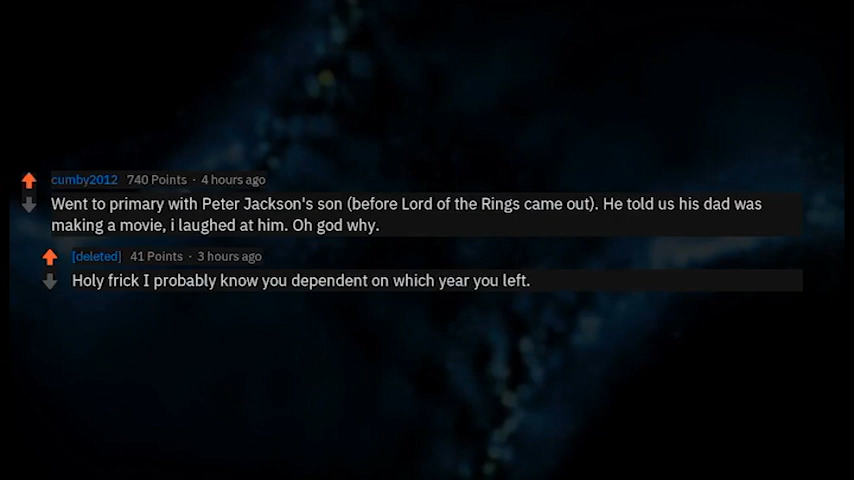 cumby2012 740 Points · 4 hours ago
Went to primary with Peter Jackson's son (before Lord of the Rings came out). He told us his dad was
making a movie, i laughed at him. Oh god why.
[deleted] 41 Points · 3 hours ago
Holy frick I probably know you dependent on which year you left.